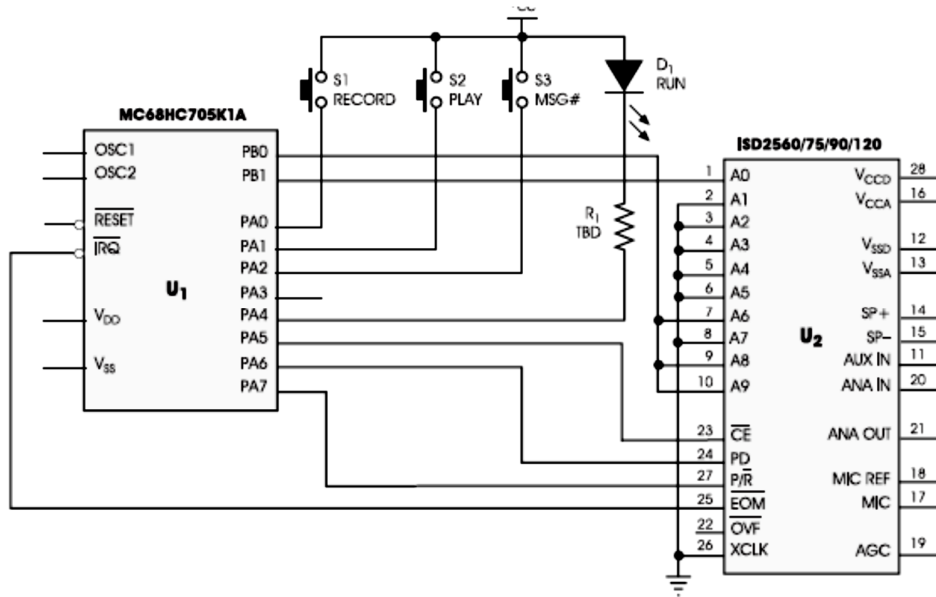 CC
S1
RECORD
S2
PLAY
S3
MSG#
D1
RUN
R1
TBD
MC68HC705K1A
OSC1
OSC2
RESET
IRQ
VDD
VSS
U1
PB0
PB1
PA0
PA1
PA2
PA3
PA4
PA5
PA6
PA7
ISD2560/75/90/120
1 A0
2 A1
3 A2
4 A3
5 A4
6 A5
7 A6
8 A7
9 A8
10 A9
23 CE
24 PD
27 P/R
25 EOM
22 OVF
26 XCLK
U2
VCCD 28
VCCA 16
VSSD 12
VSSA 13
SP+ 14
SP– 15
AUX IN 11
ANA IN 20
ANA OUT 21
MIC REF 18
MIC 17
AGC 19